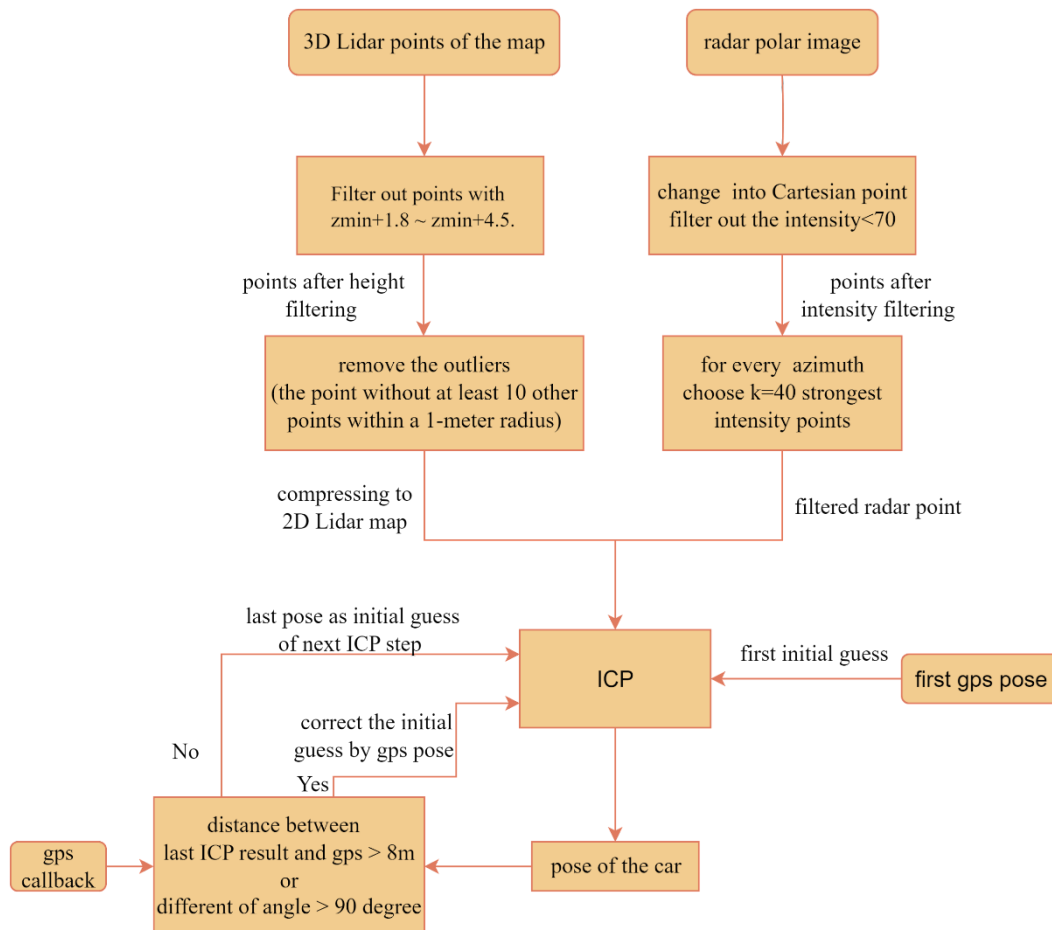 3D Lidar points of the map
radar polar image
Filter out points with
zmin+1.8 ~ zmin+4.5.
change into Cartesian point
filter out the intensity<70
points after height
filtering
points after
intensity filtering
remove the outliers
(the point without at least 10 other
points within a 1-meter radius)
for every azimuth
choose k=40 strongest
intensity points
compressing to
2D Lidar map
filtered radar point
last pose as initial guess
of next ICP step
ICP
first initial guess
first gps pose
correct the initial
guess by gps pose
No
Yes
distance between
last ICP result and gps > 8m
or
different of angle > 90 degree
gps
callback
pose of the car